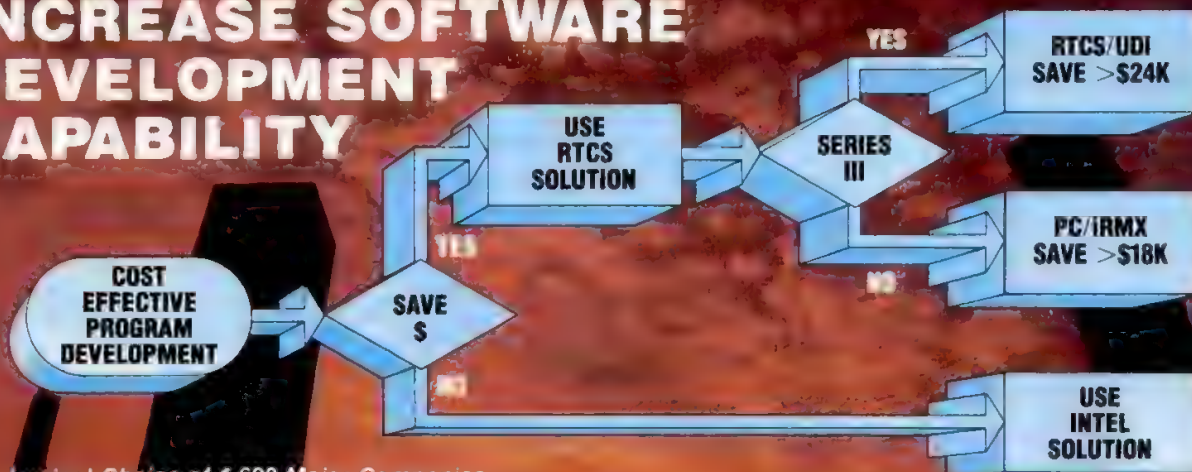 NCREASE SOFTWARE
EVELOPMENT
APABILITY
COST
EFFECTIVE
PROGRAM
DEVELOPMENT
SAVE
$
YES
NO
USE
RTCS
SOLUTION
SERIES
III
YES
NO
RTCS/UDI
SAVE >$24K
PC/iRMX
SAVE >$18K
USE
INTEL
SOLUTION